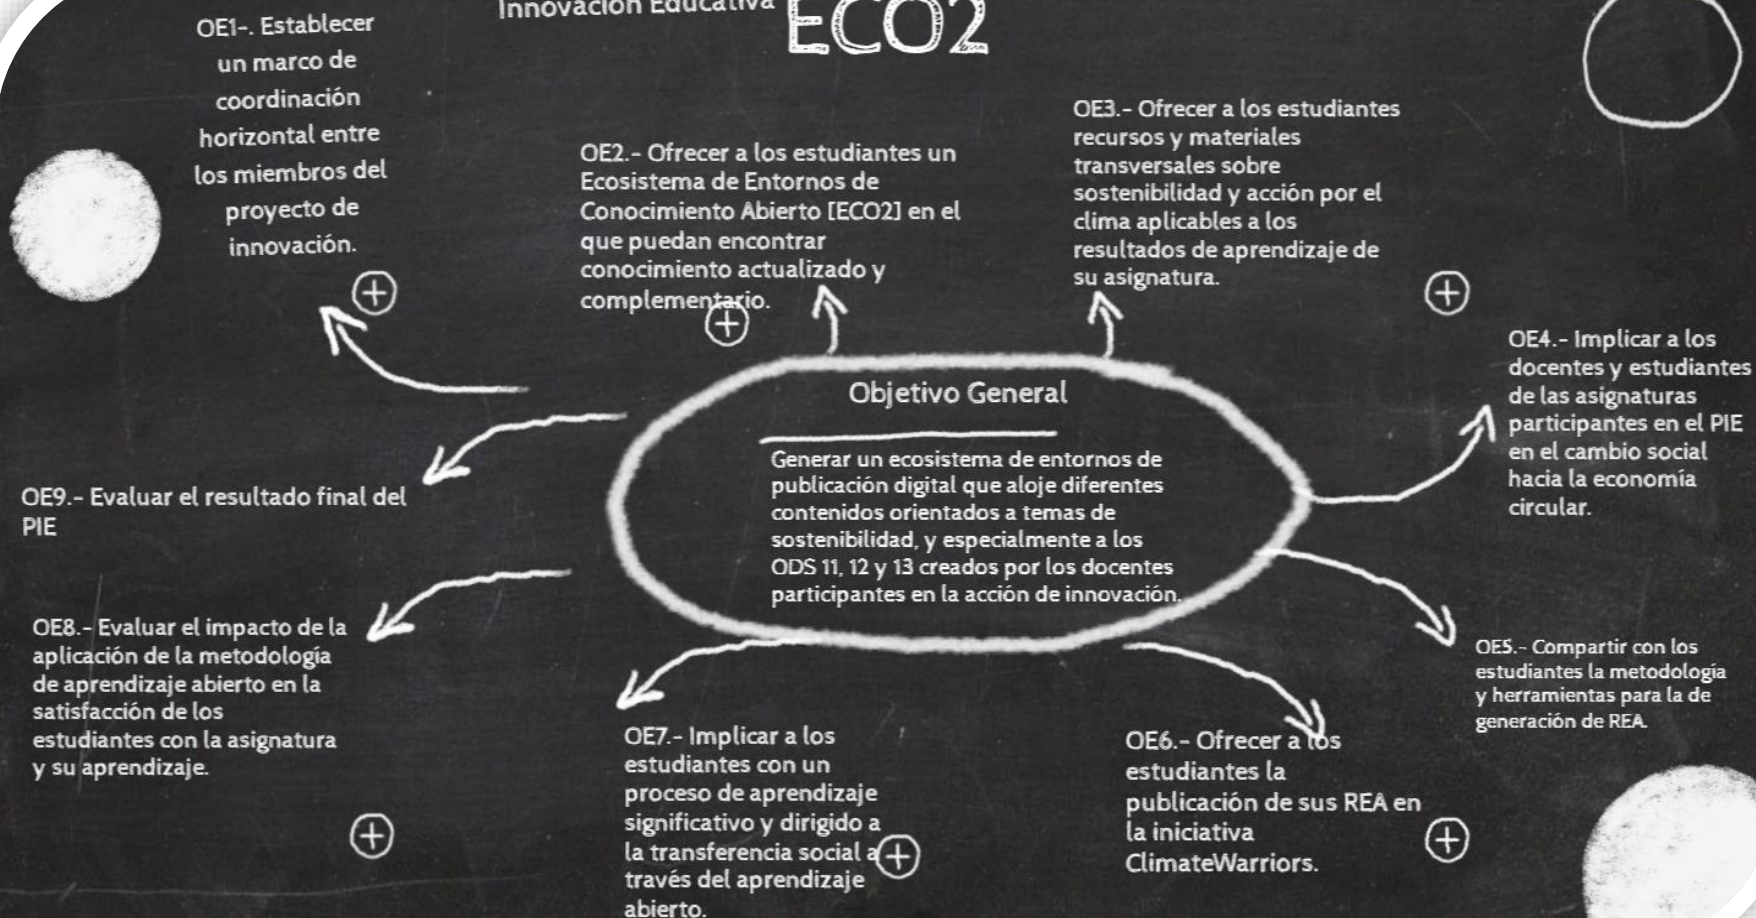 Innovación Educativa
ECO2
OE1-. Establecer
un marco de
coordinación
horizontal entre
los miembros del
proyecto de
innovación.
OE2.- Ofrecer a los estudiantes un
Ecosistema de Entornos de
Conocimiento Abierto [ECO2] en el
que puedan encontrar
conocimiento actualizado y
complementario.
OE3.- Ofrecer a los estudiantes
recursos y materiales
transversales sobre
sostenibilidad y acción por el
clima aplicables a los
resultados de aprendizaje de
su asignatura.
OE4.- Implicar a los
docentes y estudiantes
de las asignaturas
participantes en el PIE
en el cambio social
hacia la economía
circular.
Objetivo General
Generar un ecosistema de entornos de
publicación digital que aloje diferentes
contenidos orientados a temas de
sostenibilidad, y especialmente a los
ODS 11, 12 y 13 creados por los docentes
participantes en la acción de innovación.
OE5.- Compartir con los
estudiantes la metodología
y herramientas para la de
generación de REA.
OE6.- Ofrecer a los
estudiantes la
publicación de sus REA en
la iniciativa
ClimateWarriors.
OE7.- Implicar a los
estudiantes con un
proceso de aprendizaje
significativo y dirigido a
la transferencia social a
través del aprendizaje
abierto.
OE8.- Evaluar el impacto de la
aplicación de la metodología
de aprendizaje abierto en la
satisfacción de los
estudiantes con la asignatura
y su aprendizaje.
OE9.- Evaluar el resultado final del
PIE